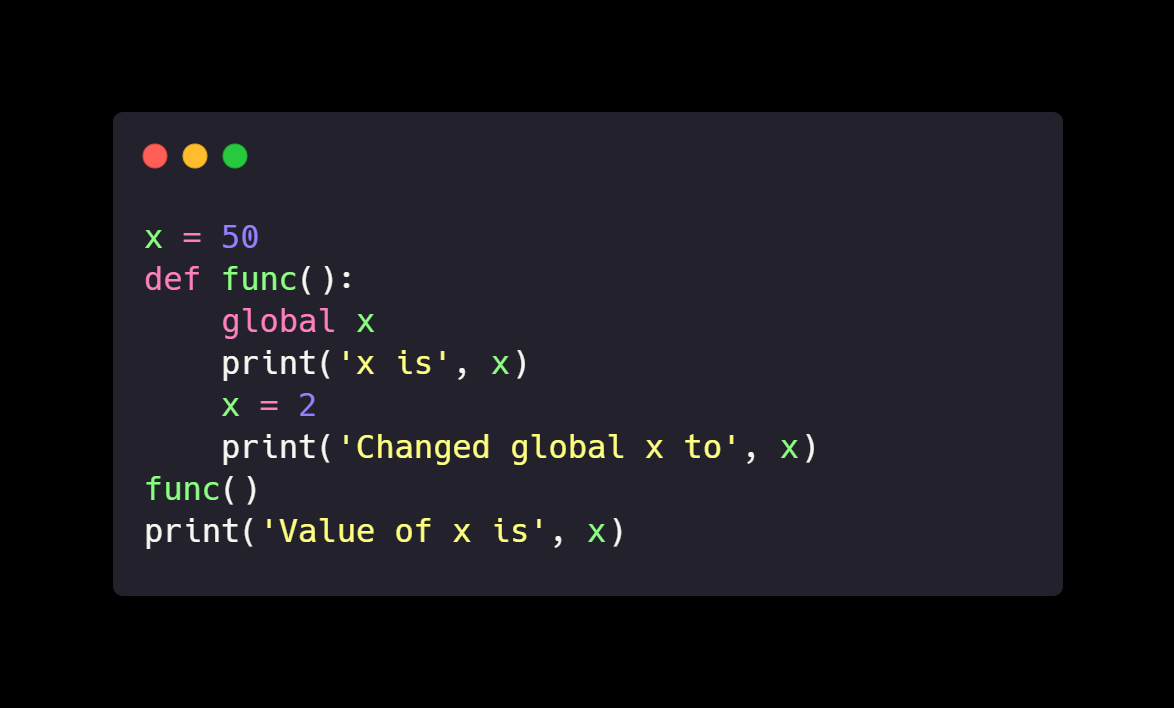 x = 50
def func():
    global x
    print('x is', x)
    x = 2
    print('Changed global x to', x)
func()
print('Value of x is', x)